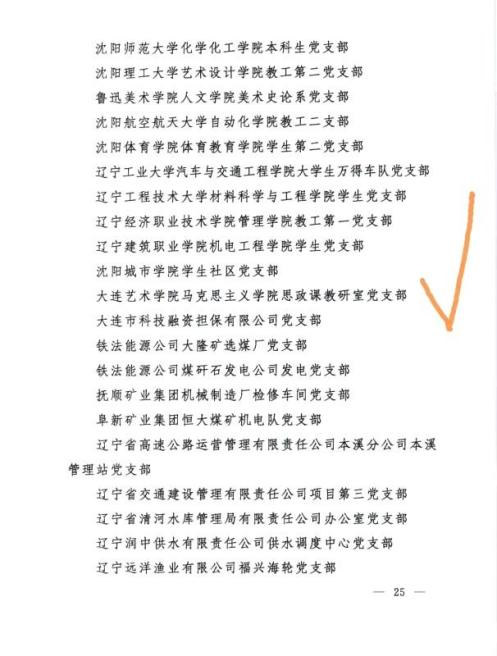 沈阳师范大学化学化工学院本科生党支部
沈阳理工大学艺术设计学院教工第二党支部
鲁迅美术学院人文学院美术史论系党支部
沈阳航空航天大学自动化学院教工二支部
沈阳体育学院体育教育学院学生第二党支部
辽宁工业大学汽车与交通工程学院大学生万得车队党支部
辽宁工程技术大学材料科学与工程学院学生党支部
辽宁经济职业技术学院管理学院教工第一党支部
辽宁建筑职业学院机电工程学院学生党支部
沈阳城市学院学生社区党支部
大连艺术学院马克思主义学院思政课教研室党支部
大连市科技融资担保有限公司党支部
铁法能源公司大隆矿选煤厂党支部
铁法能源公司煤矸石发电公司发电党支部
抚顺矿业集团机械制造厂检修车间党支部
阜新矿业集团恒大煤矿机电队党支部
辽宁省高速公路运营管理有限责任公司本溪分公司本溪
管理站党支部
辽宁省交通建设管理有限责任公司项目第三党支部
辽宁省清河水库管理局有限责任公司办公室党支部
辽宁润中供水有限责任公司供水调度中心党支部
辽宁远洋渔业有限公司福兴海轮党支部
— 25 —